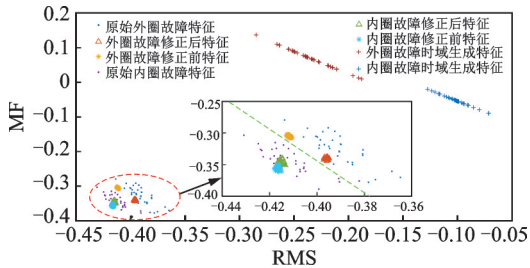 0.2
0.1
0
−0.1
−0.2
−0.3
−0.4
MF
原始外圈故障特征
外圈故障修正后特征
外圈故障修正前特征
原始内圈故障特征
内圈故障修正后特征
内圈故障修正前特征
外圈故障时域生成特征
内圈故障时域生成特征
−0.25
−0.30
−0.35
−0.40
−0.44 −0.42 −0.40 −0.38 −0.36
−0.45 −0.40 −0.35 −0.30 −0.25 −0.20 −0.15 −0.10 −0.05
RMS